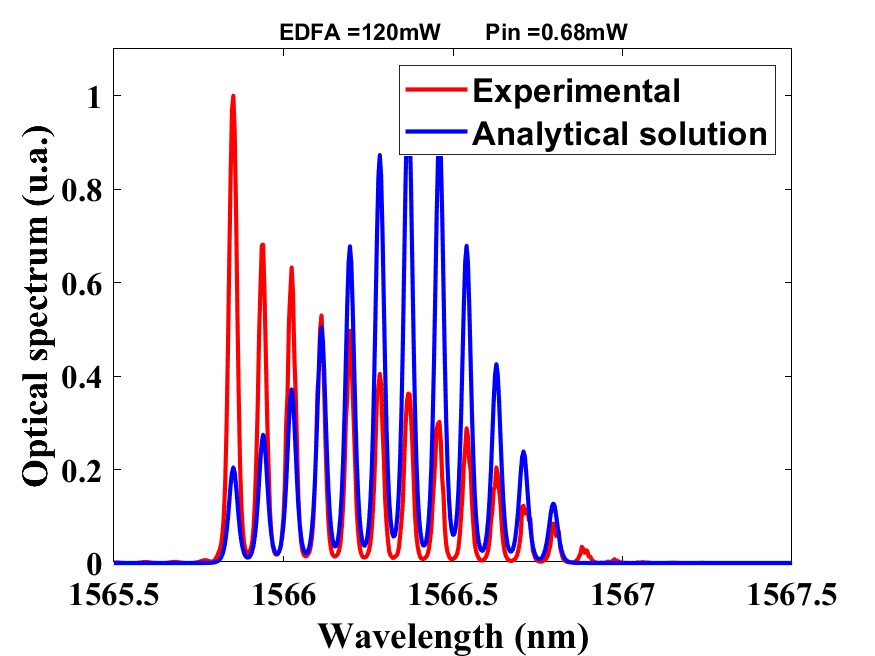 EDFA =120mW Pin =0.68mW
Experimental
Analytical solution
1
0.8
0.6
0.4
0.2
0
Optical spectrum (u.a.)
1565.5 1566 1566.5 1567 1567.5
Wavelength (nm)